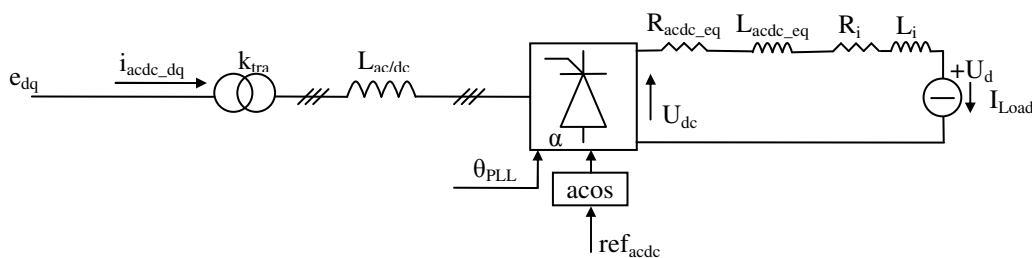 R_acdc_eq L_acdc_eq R_i L_i
e_dq i_acdc_dq k_tra L_ac/dc
+U_d
I_Load
U_dc
α
θ_PLL
acos
ref_acdc